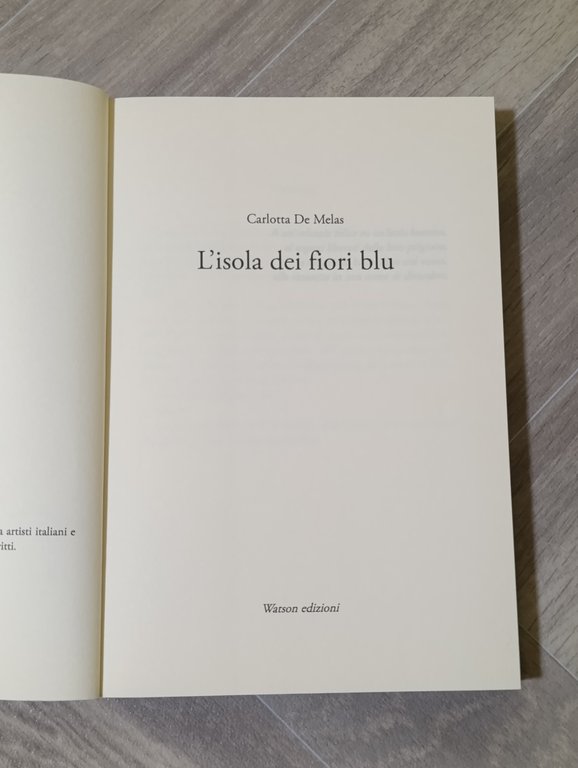 a artisti italiani e
itti.
Carlotta De Melas
L'isola dei fiori blu
Watson edizioni